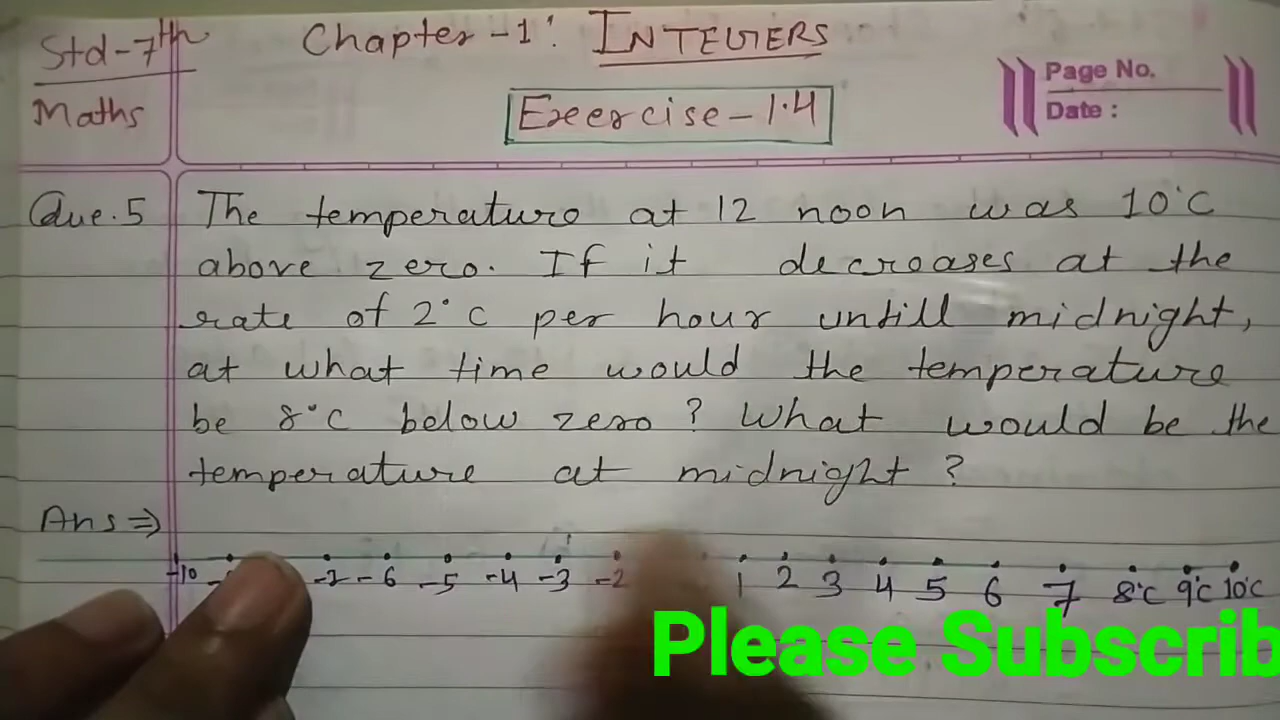 Std-7th
Chapter-1: INTEGERS
Maths
Exercise-1.4
Page No.
Date :
Que.5 The temperature at 12 noon was 10°C
above zero. If it decreases at the
rate of 2°C per hour untill midnight,
at what time would the temperature
be 8°C below zero? What would be the
temperature at midnight?
Ans⇒
-10 -7 -6 -5 -4 -3 -2 1 2 3 4 5 6 7 8°C 9°C 10°C
Please Subscrib